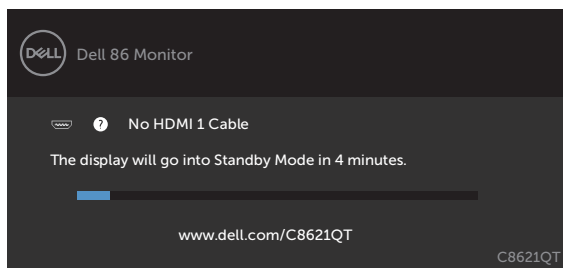 DELL
Dell 86 Monitor
? No HDMI 1 Cable
The display will go into Standby Mode in 4 minutes.
www.dell.com/C8621QT
C8621QT